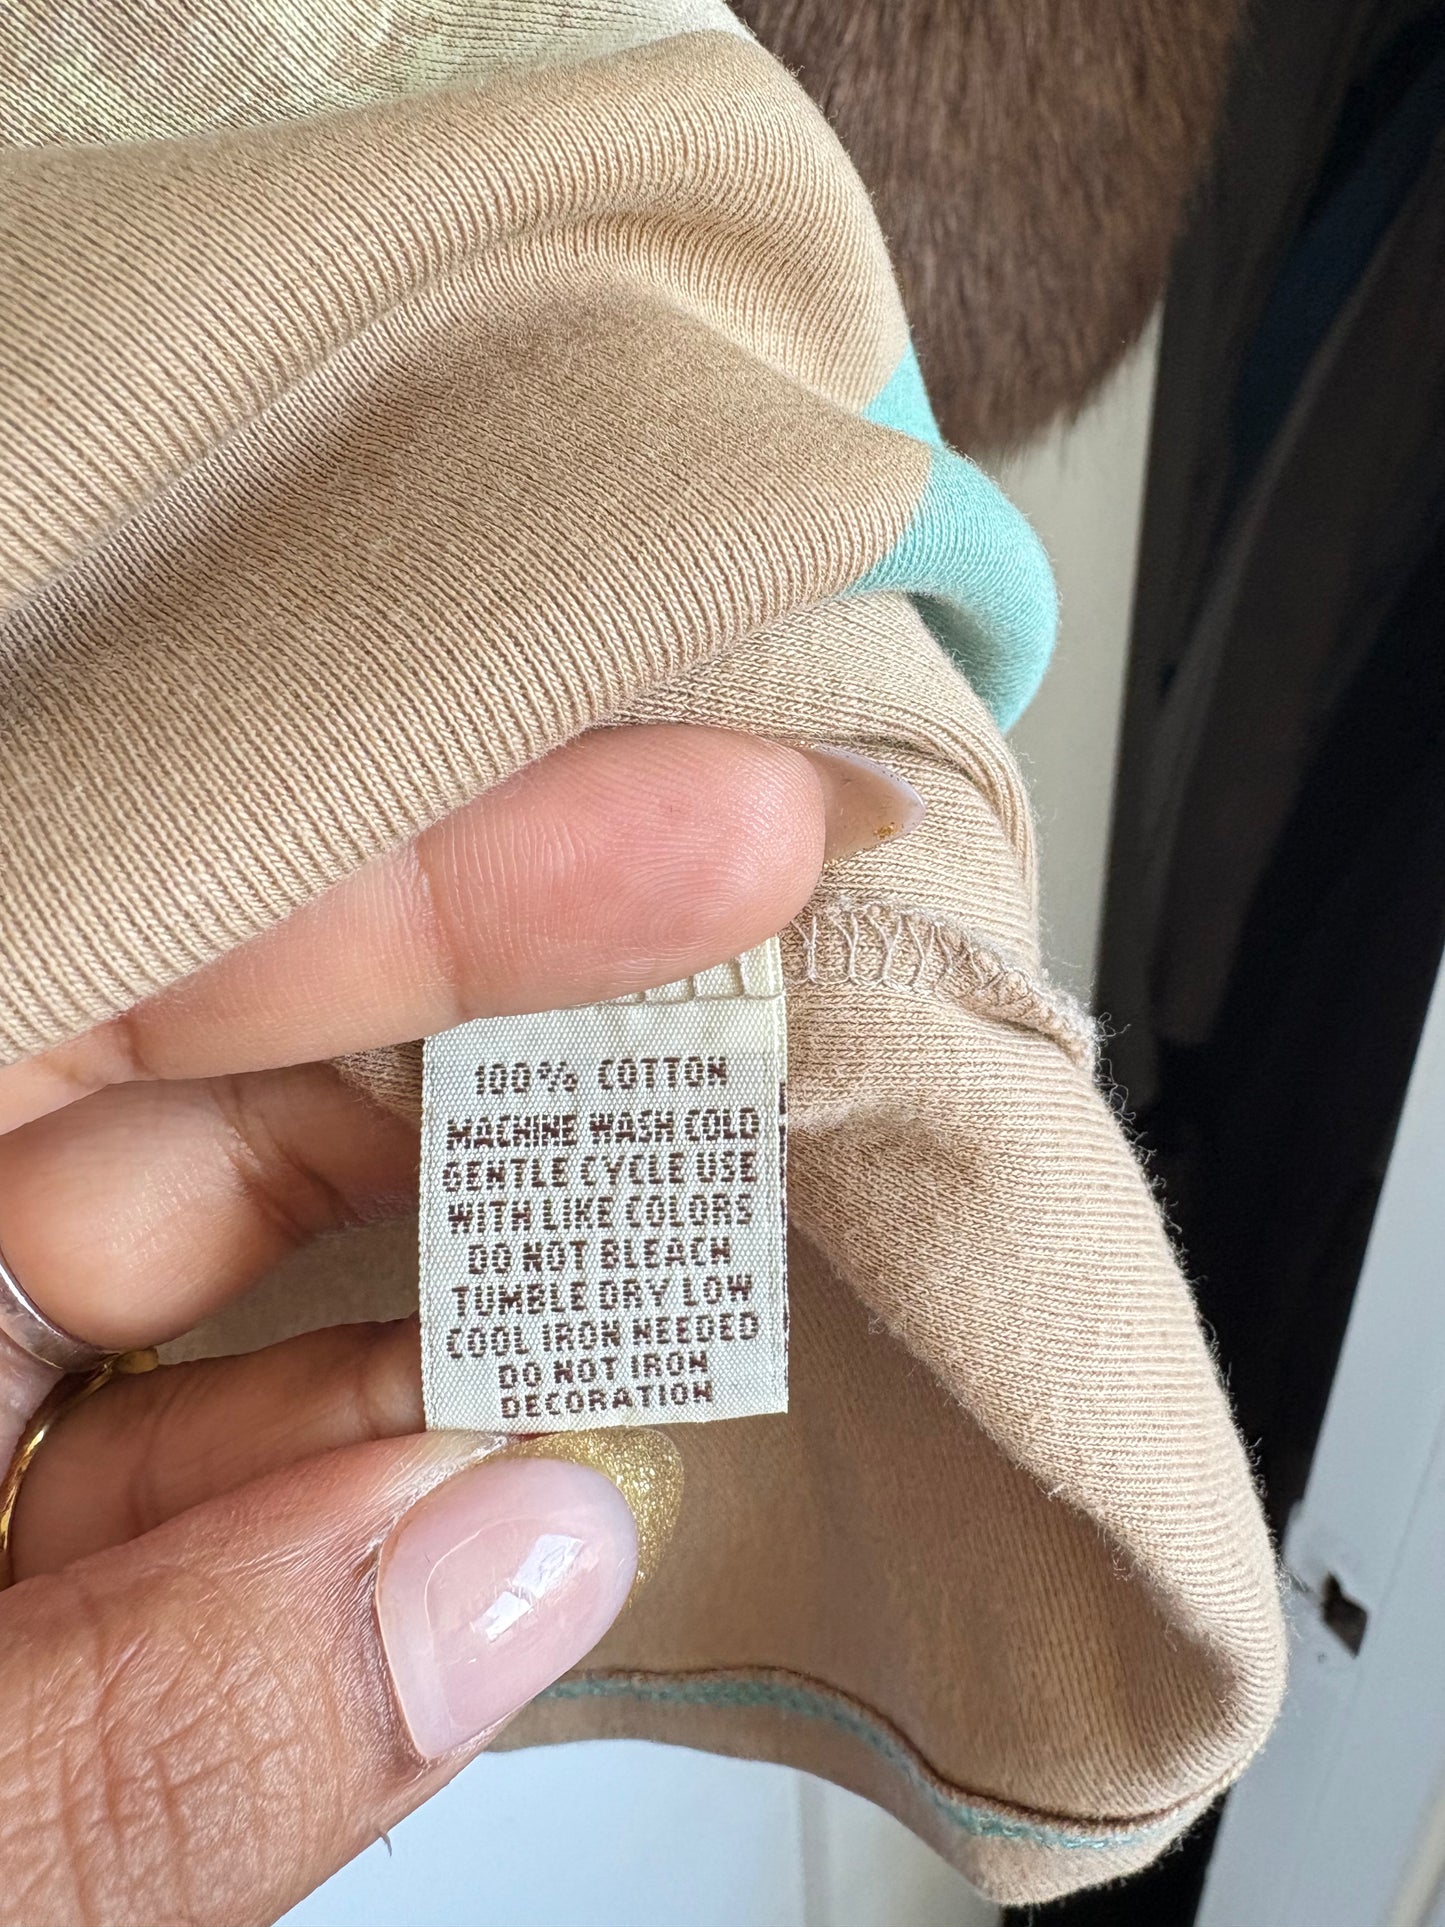 100% COTTON
MACHINE WASH COLD
GENTLE CYCLE USE
WITH LIKE COLORS
DO NOT BLEACH
TUMBLE DRY LOW
COOL IRON NEEDED
DO NOT IRON
DECORATION